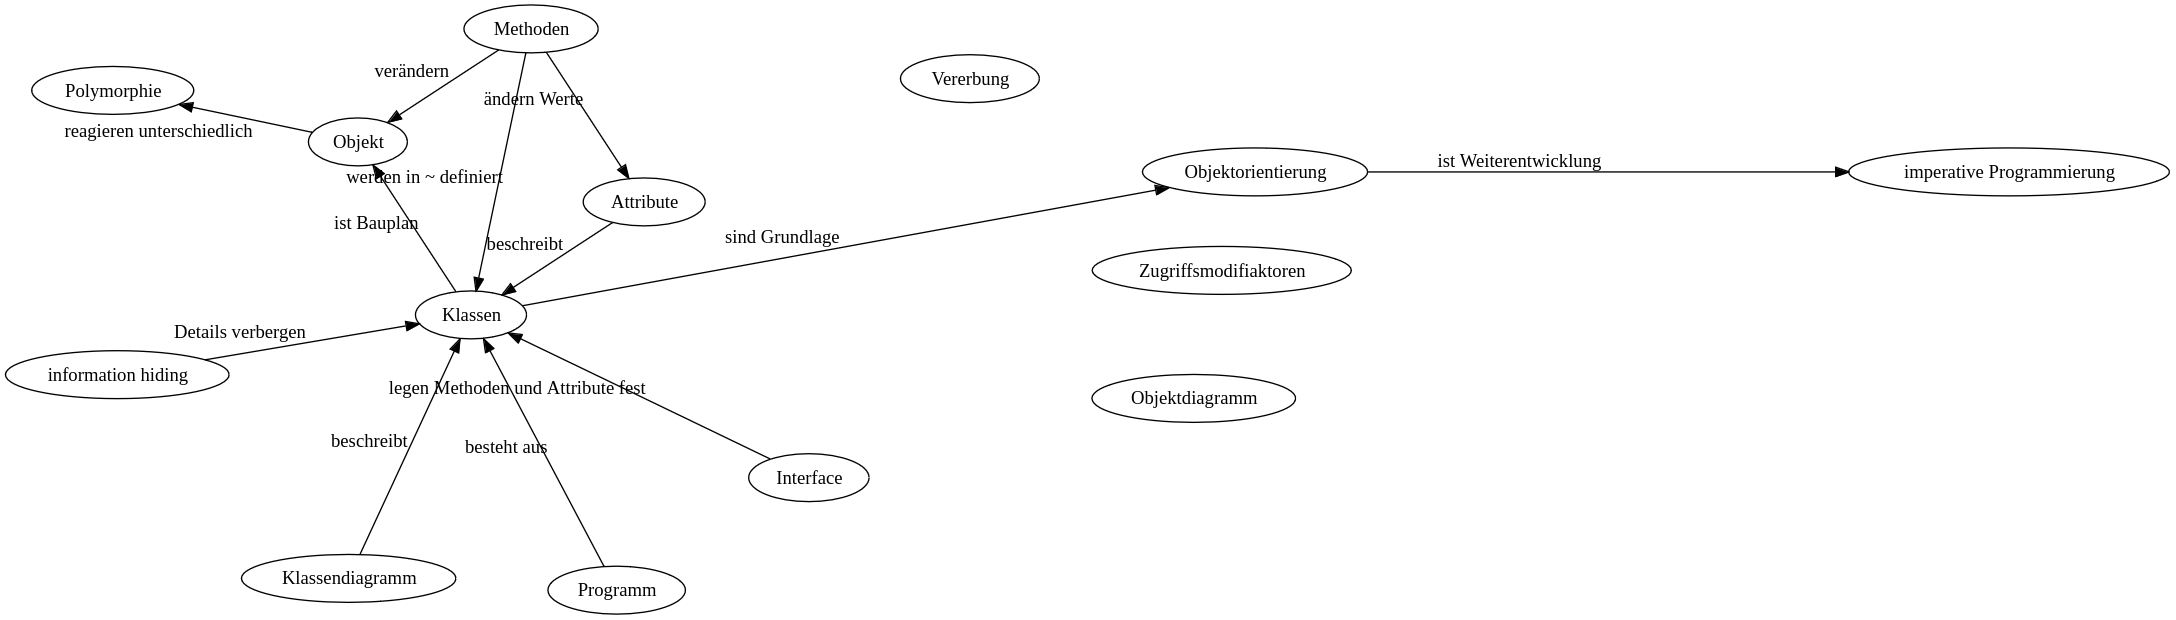 Methoden
verändern
Vererbung
Polymorphie
ändern Werte
reagieren unterschiedlich
Objekt
ist Weiterentwicklung
Objektorientierung
imperative Programmierung
werden in ~ definiert
Attribute
ist Bauplan
sind Grundlage
beschreibt
Zugriffsmodifiaktoren
Klassen
Details verbergen
information hiding
legen Methoden und Attribute fest
Objektdiagramm
beschreibt
besteht aus
Interface
Klassendiagramm
Programm